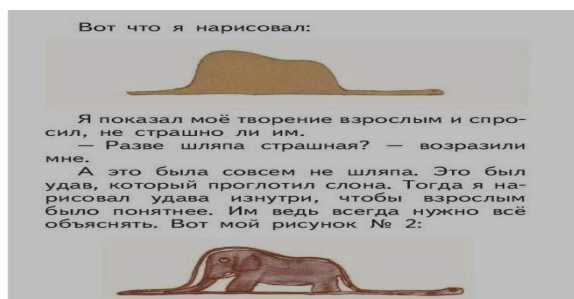 Вот что я нарисовал:
Я показал моё творение взрослым и спро-
сил, не страшно ли им.
— Разве шляпа страшная? — возразили
мне.
А это была совсем не шляпа. Это был
удав, который проглотил слона. Тогда я на-
рисовал удава изнутри, чтобы взрослым
было понятнее. Им ведь всегда нужно всё
объяснять. Вот мой рисунок № 2: